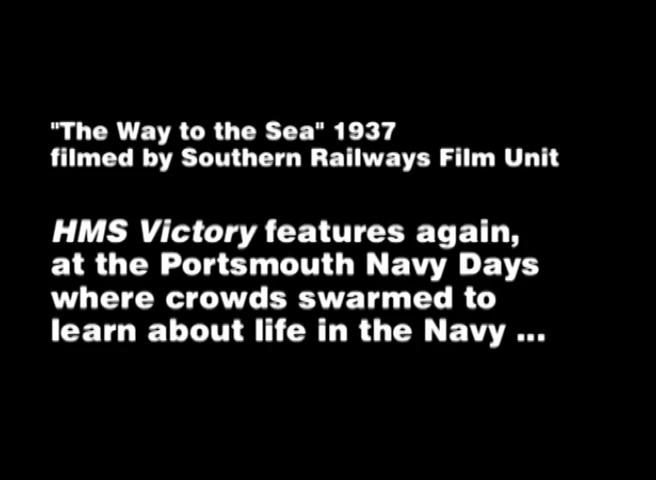 "The Way to the Sea" 1937
filmed by Southern Railways Film Unit
HMS Victory features again,
at the Portsmouth Navy Days
where crowds swarmed to
learn about life in the Navy ...